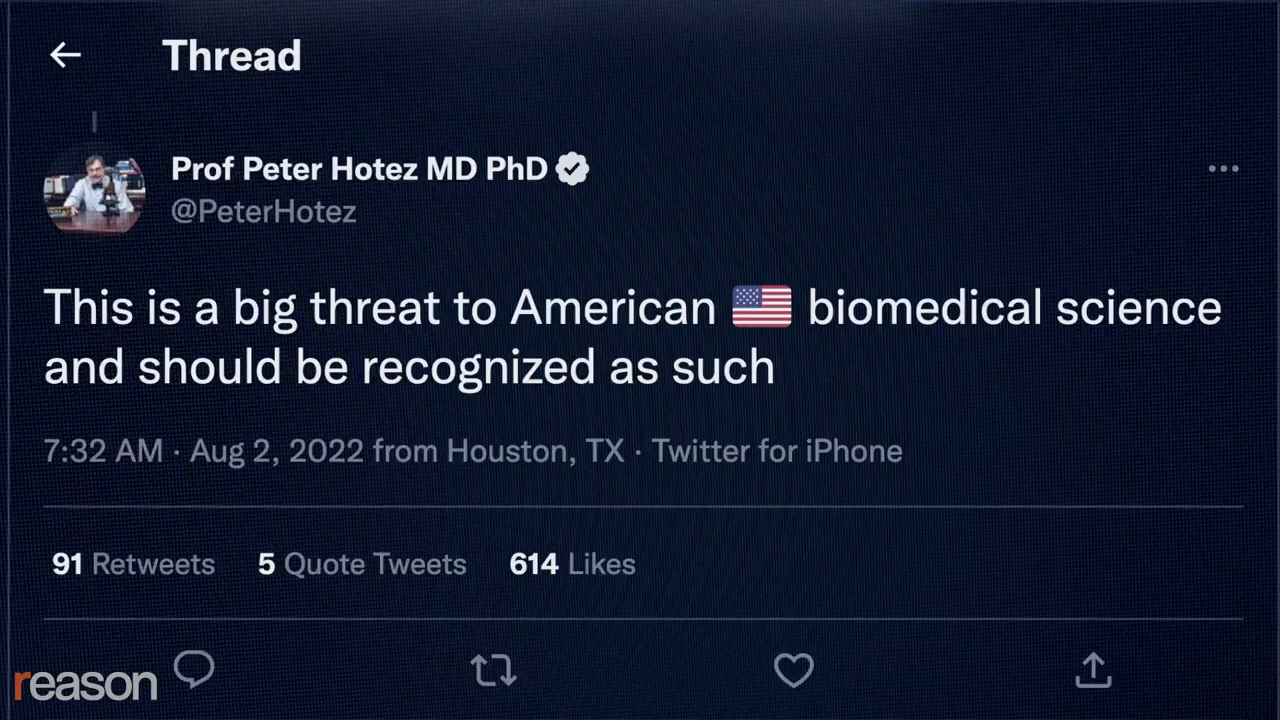 Thread
Prof Peter Hotez MD PhD
@PeterHotez
This is a big threat to American 🇺🇸 biomedical science
and should be recognized as such
7:32 AM · Aug 2, 2022 from Houston, TX · Twitter for iPhone
91 Retweets 5 Quote Tweets 614 Likes
reason